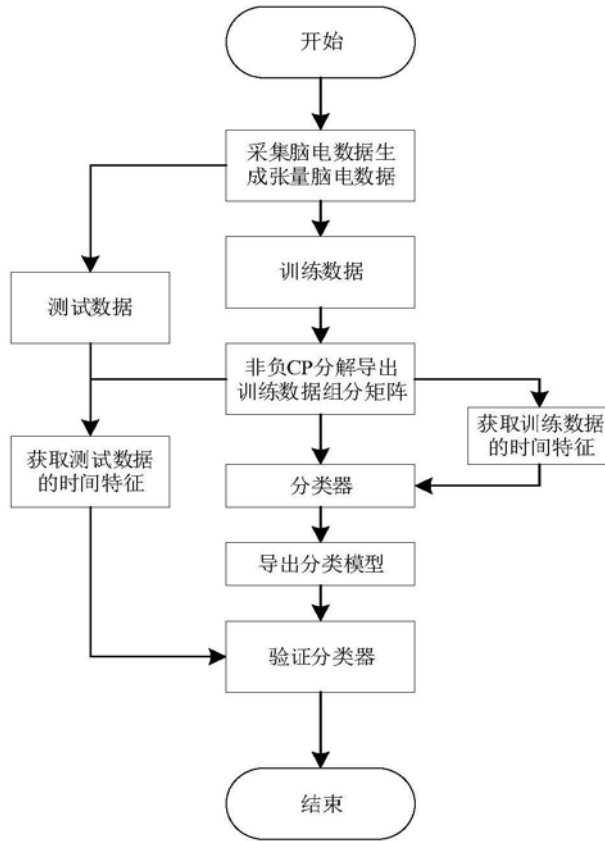 开始
采集脑电数据生
成张量脑电数据
训练数据
测试数据
非负CP分解导出
训练数据组分矩阵
获取训练数据
的时间特征
获取测试数据
的时间特征
分类器
导出分类模型
验证分类器
结束